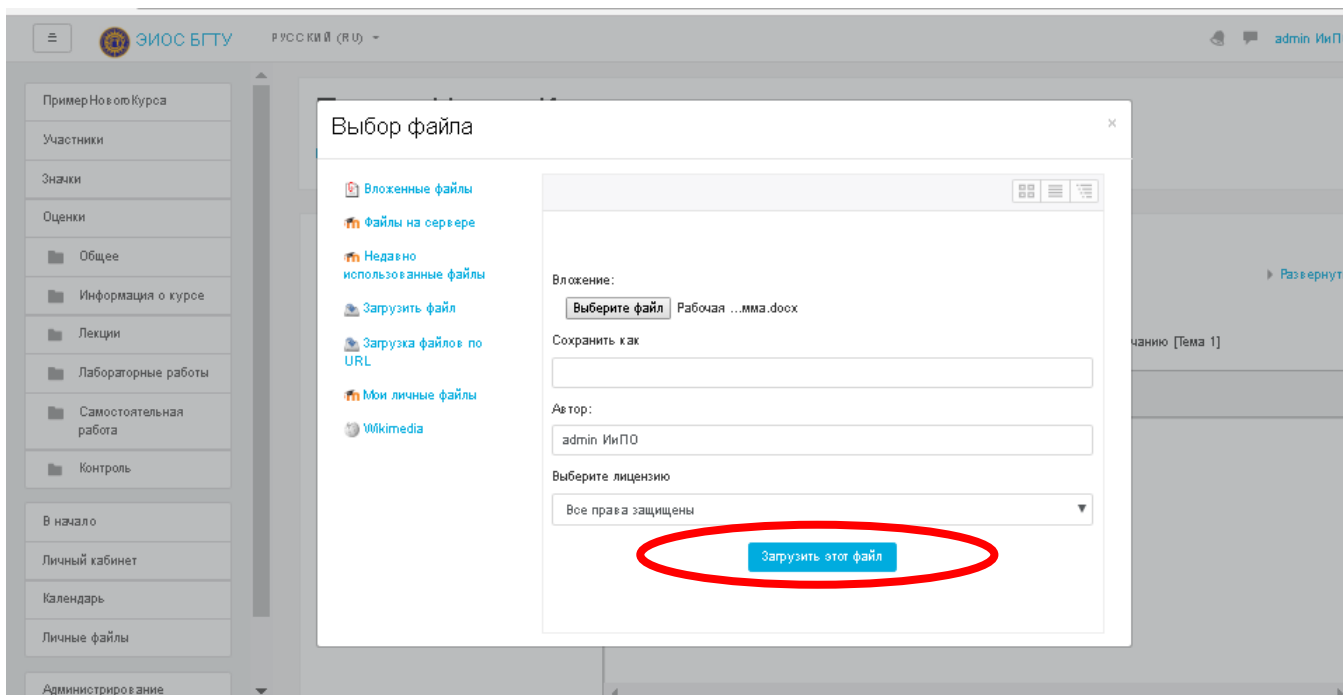 ЭИОС БГТУ
РУССКИЙ (RU)
admin ИиП
ПримерНовогоКурса
Участники
Значки
Оценки
Общее
Информация о курсе
Лекции
Лабораторные работы
Самостоятельная
работа
Контроль
В начало
Личный кабинет
Календарь
Личные файлы
Администрирование
Выбор файла
×
Вложенные файлы
Файлы на сервере
Недавно
использованные файлы
Загрузить файл
Загрузка файлов по
URL
Мои личные файлы
Wikimedia
Вложение:
Выберите файл Рабочая ...мма.docx
Сохранить как
Автор:
admin ИиПО
Выберите лицензию
Все права защищены
Загрузить этот файл
Развернут
чанию [Тема 1]